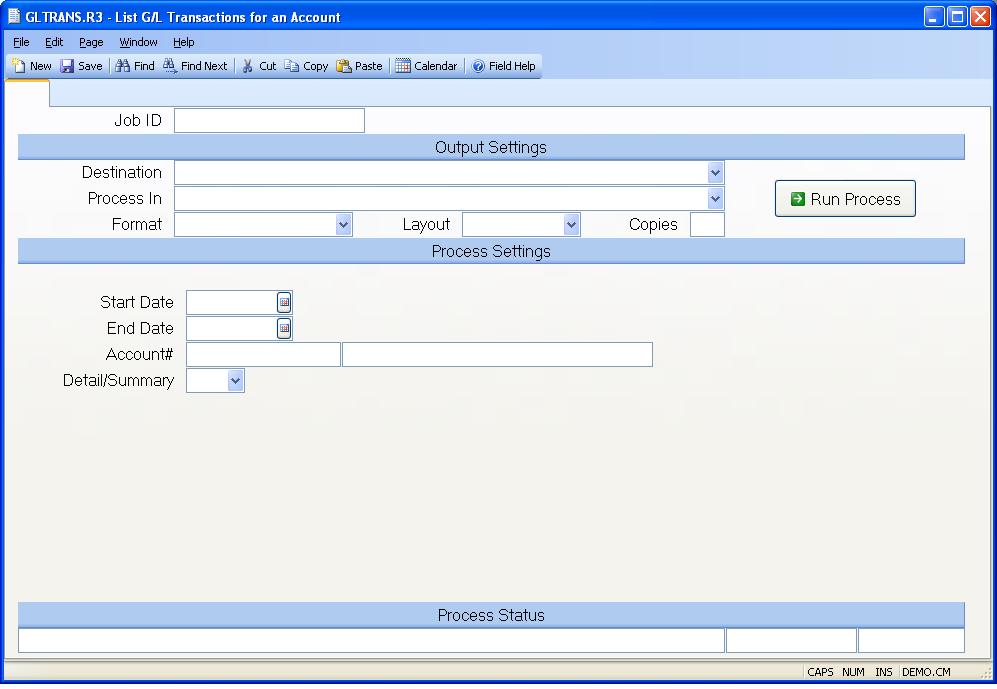 GLTRANS.R3 - List G/L Transactions for an Account
File Edit Page Window Help
New Save Find Find Next Cut Copy Paste Calendar Field Help
Job ID
Output Settings
Destination
Process In
Run Process
Format Layout Copies
Process Settings
Start Date
End Date
Account#
Detail/Summary
Process Status
CAPS NUM INS DEMO.CM